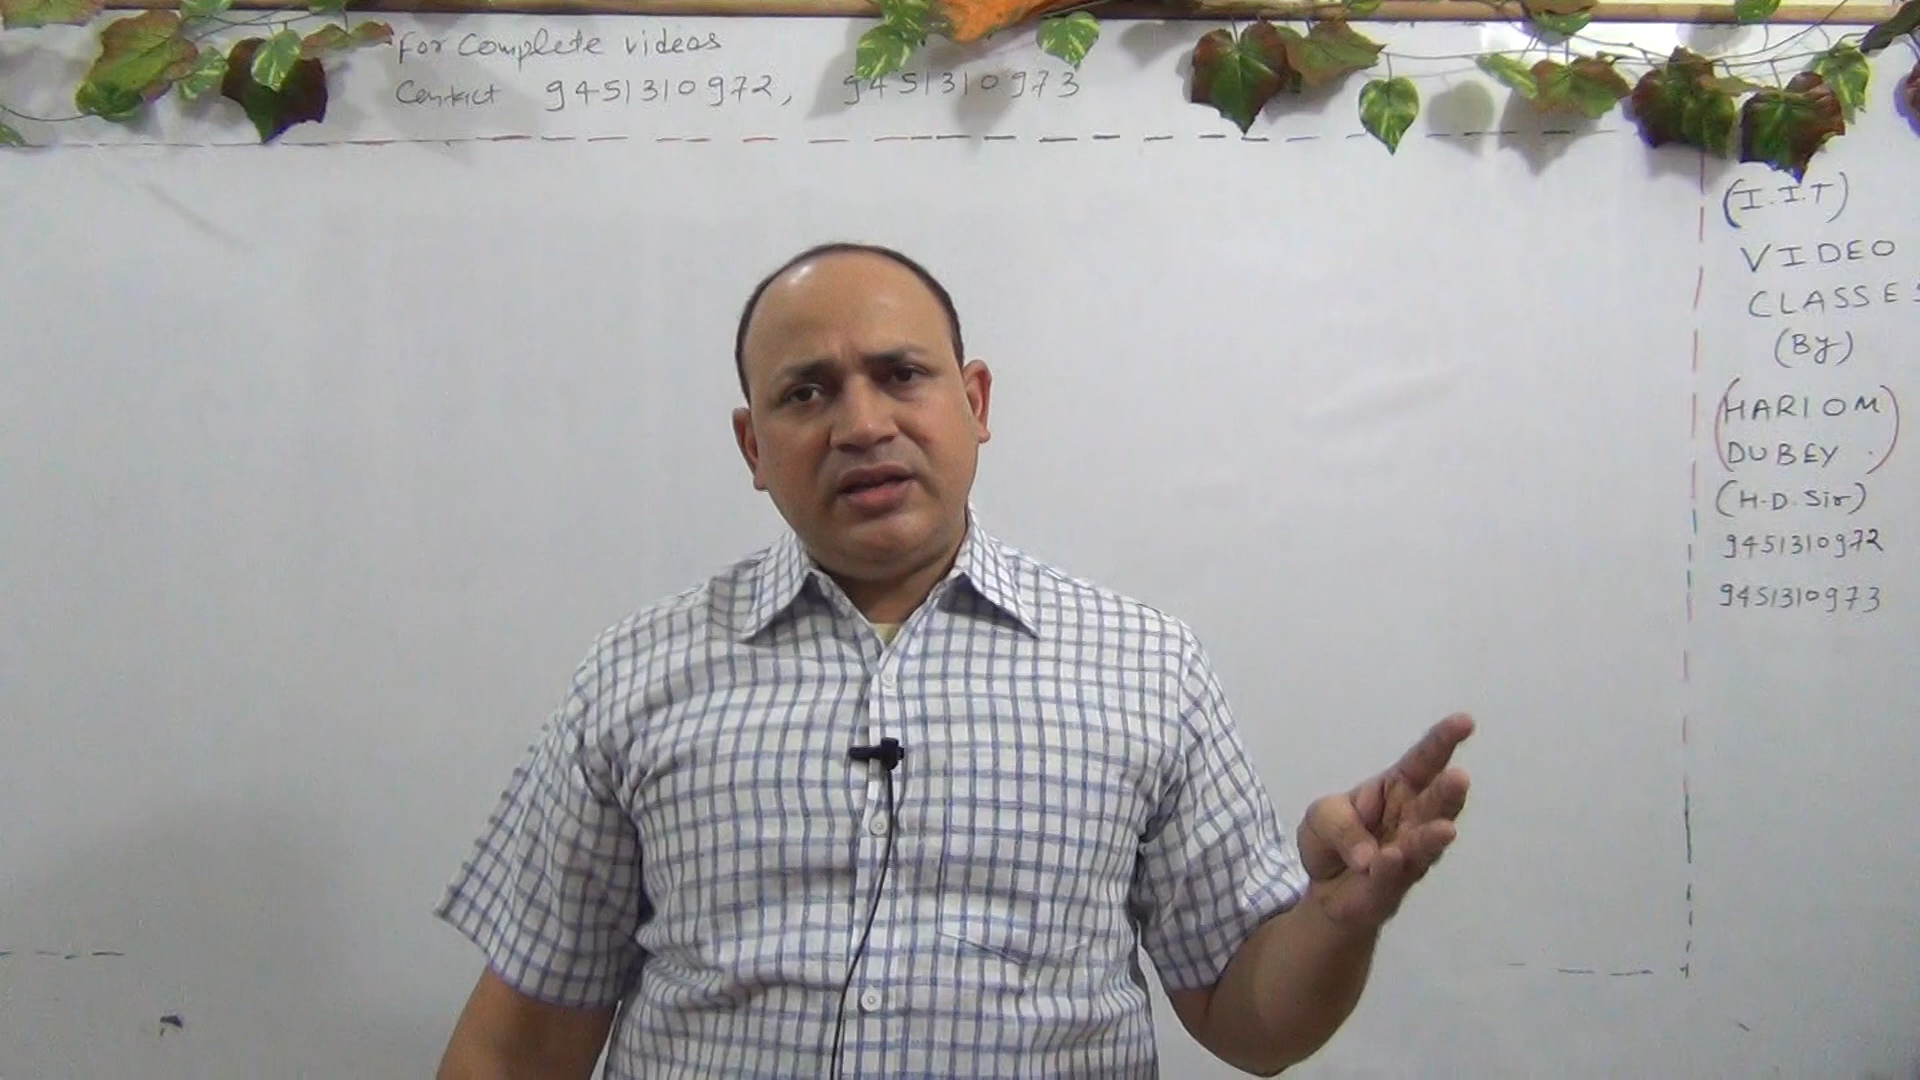 For Complete videos
Contact 9451310972, 9451310973
(I.I.T)
VIDEO
CLASSES
(By)
(HARIOM
DUBEY.)
(H.D. Sir)
9451310972
9451310973